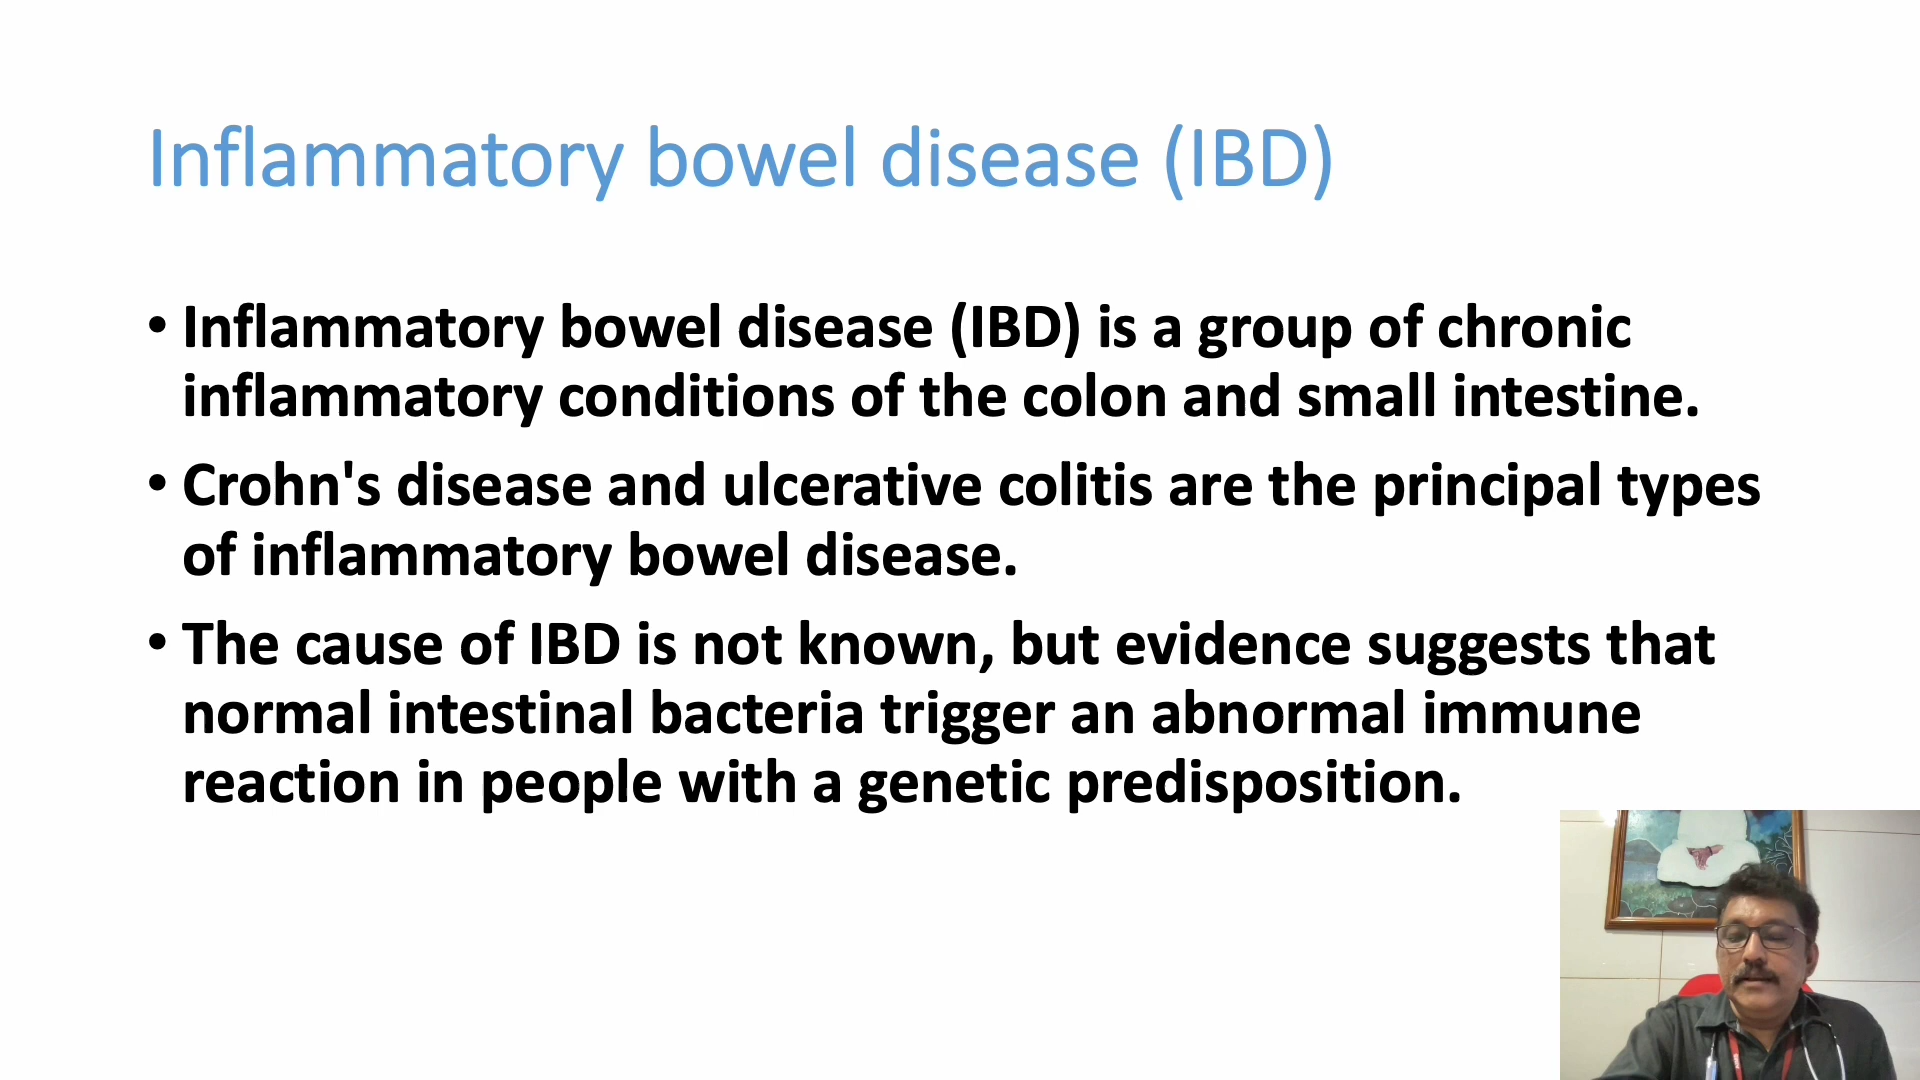 Inflammatory bowel disease (IBD)
• Inflammatory bowel disease (IBD) is a group of chronic
inflammatory conditions of the colon and small intestine.
• Crohn's disease and ulcerative colitis are the principal types
of inflammatory bowel disease.
• The cause of IBD is not known, but evidence suggests that
normal intestinal bacteria trigger an abnormal immune
reaction in people with a genetic predisposition.